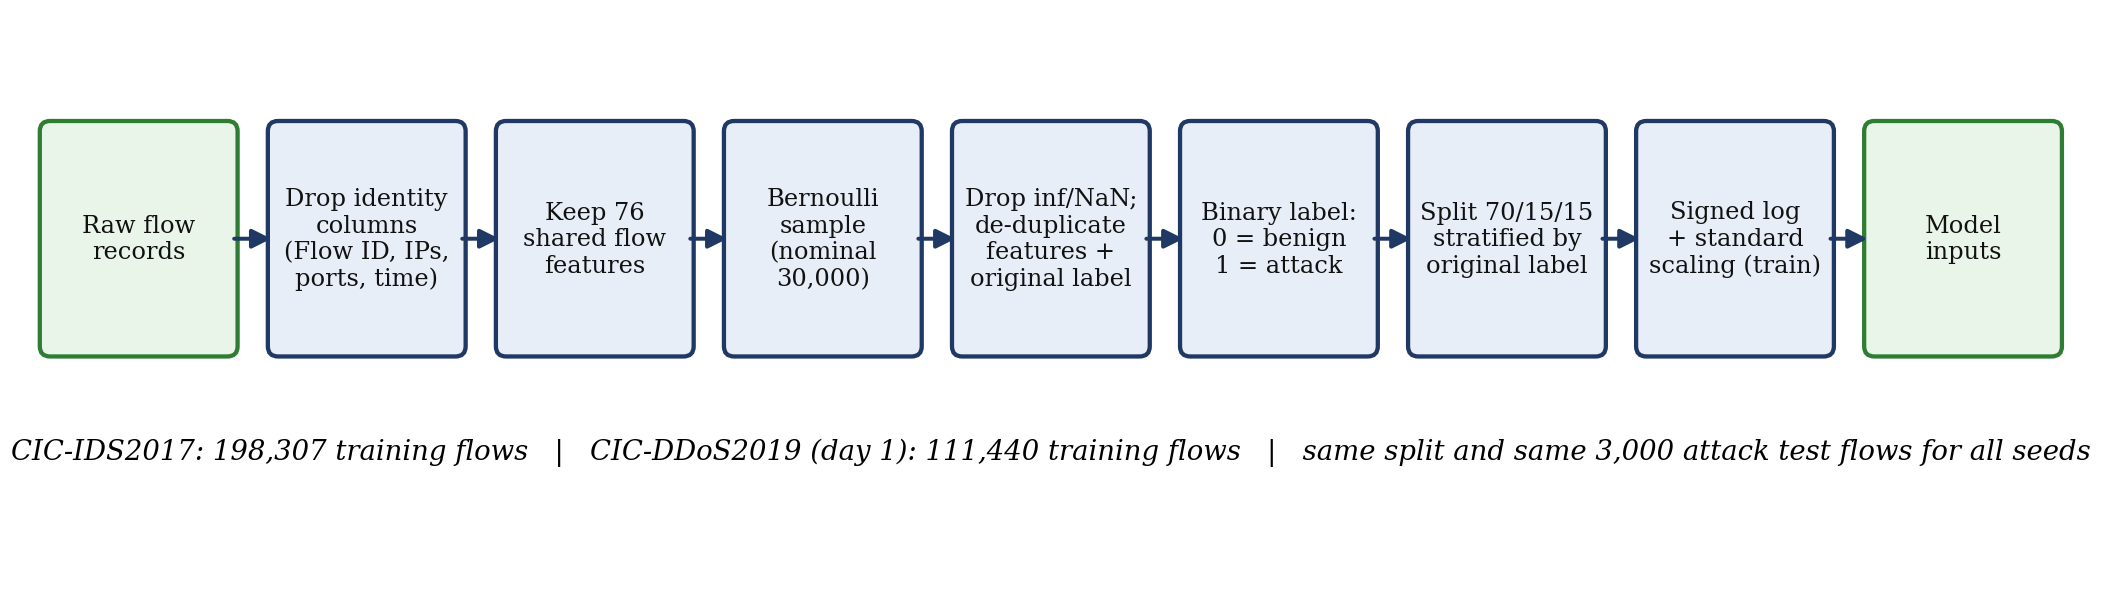 Raw flow
records
Drop identity
columns
(Flow ID, IPs,
ports, time)
Keep 76
shared flow
features
Bernoulli
sample
(nominal
30,000)
Drop inf/NaN;
de-duplicate
features +
original label
Binary label:
0 = benign
1 = attack
Split 70/15/15
stratified by
original label
Signed log
+ standard
scaling (train)
Model
inputs
CIC-IDS2017: 198,307 training flows | CIC-DDoS2019 (day 1): 111,440 training flows | same split and same 3,000 attack test flows for all seeds